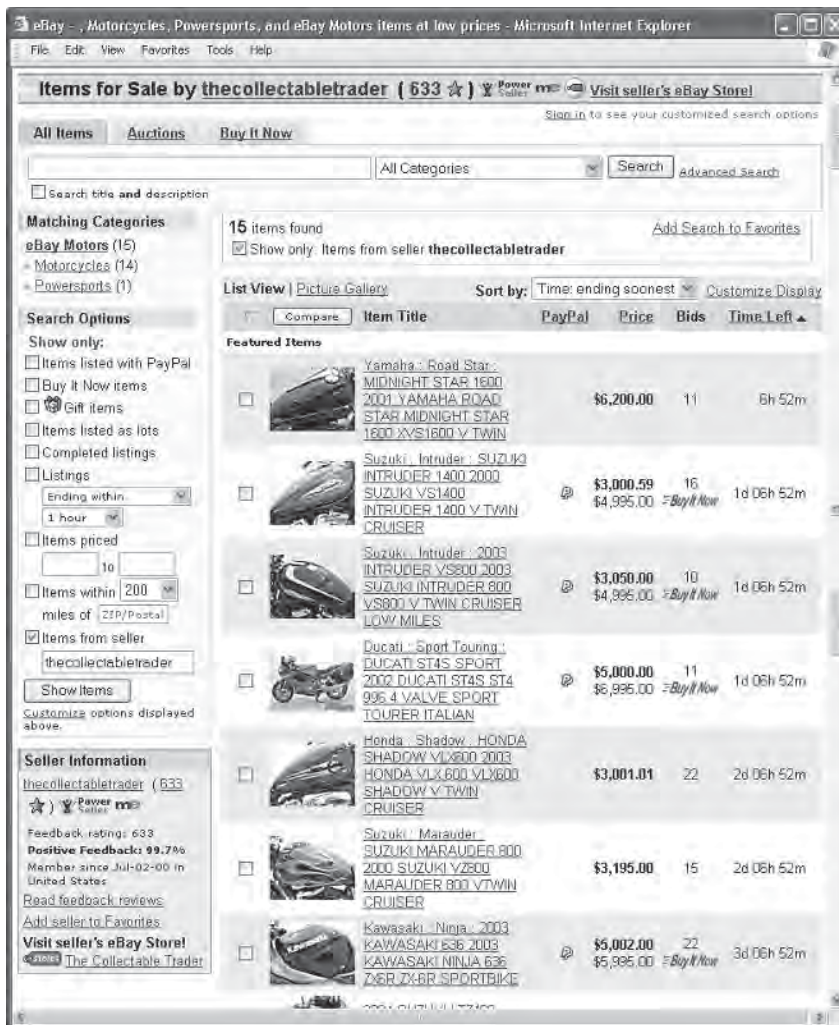 eBay - , Motorcycles, Powersports, and eBay Motors items at low prices - Microsoft Internet Explorer
File Edit View Favorites Tools Help
Items for Sale by thecollectabletrader ( 633 ) Power Seller me Visit seller's eBay Store!
Sign in to see your customized search options
All Items Auctions Buy It Now
All Categories Search Advanced Search
Search title and description
Matching Categories
eBay Motors (15)
Motorcycles (14)
Powersports (1)
Search Options
Show only:
Items listed with PayPal
Buy It Now items
Gift items
Items listed as lots
Completed listings
Listings
Ending within
1 hour
Items priced
to
Items within 200
miles of ZIP/Postal
Items from seller
thecollectabletrader
Show Items
Customize options displayed
above.
Seller Information
thecollectabletrader ( 633
) Power Seller me
Feedback rating: 633
Positive Feedback: 99.7%
Member since Jul-02-00 in
United States
Read feedback reviews
Add seller to Favorites
Visit seller's eBay Store!
stores The Collectable Trader
15 items found Add Search to Favorites
Show only: Items from seller thecollectabletrader
List View | Picture Gallery Sort by: Time: ending soonest Customize Display
Compare Item Title PayPal Price Bids Time Left
Featured Items
Yamaha : Road Star :
MIDNIGHT STAR 1600
2001 YAMAHA ROAD
STAR MIDNIGHT STAR
1600 XVS1600 V TWIN
$6,200.00 11 6h 52m
Suzuki : Intruder : SUZUKI
INTRUDER 1400 2000
SUZUKI VS1400
INTRUDER 1400 V TWIN
CRUISER
$3,000.59 16 1d 06h 52m
$4,995.00 Buy It Now
Suzuki : Intruder : 2003
INTRUDER VS800 2003
SUZUKI INTRUDER 800
VS800 V TWIN CRUISER
LOW MILES
$3,050.00 10 1d 06h 52m
$4,995.00 Buy It Now
Ducati : Sport Touring :
DUCATI ST4S SPORT
2002 DUCATI ST4S ST4
996 4 VALVE SPORT
TOURER ITALIAN
$5,000.00 11 1d 06h 52m
$6,995.00 Buy It Now
Honda : Shadow : HONDA
SHADOW VLX600 2003
HONDA VLX 600 VLX600
SHADOW V TWIN
CRUISER
$3,001.01 22 2d 06h 52m
Suzuki : Marauder :
SUZUKI MARAUDER 800
2000 SUZUKI VZ800
MARAUDER 800 VTWIN
CRUISER
$3,195.00 15 2d 06h 52m
Kawasaki : Ninja : 2003
KAWASAKI 636 2003
KAWASAKI NINJA 636
ZX6R ZX-6R SPORTBIKE
$5,002.00 22 3d 06h 52m
$5,995.00 Buy It Now